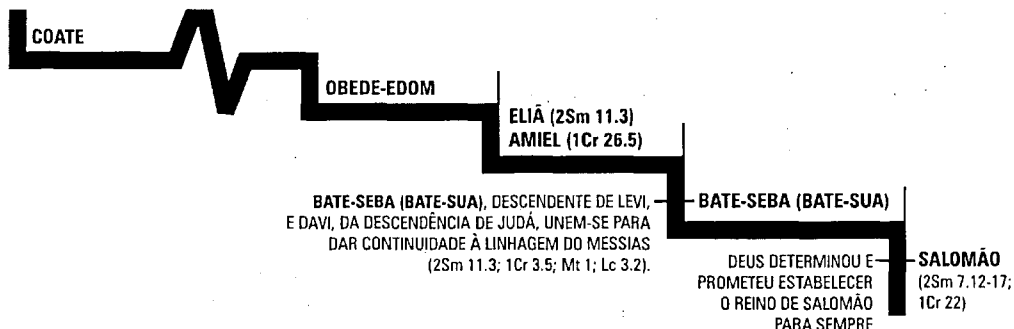 COATE
OBEDE-EDOM
ELIÃ (2Sm 11.3)
AMIEL (1Cr 26.5)
BATE-SEBA (BATE-SUA), DESCENDENTE DE LEVI,
E DAVI, DA DESCENDÊNCIA DE JUDÁ, UNEM-SE PARA
DAR CONTINUIDADE À LINHAGEM DO MESSIAS
(2Sm 11.3; 1Cr 3.5; Mt 1; Lc 3.2).
BATE-SEBA (BATE-SUA)
DEUS DETERMINOU E
PROMETEU ESTABELECER
O REINO DE SALOMÃO
PARA SEMPRE
SALOMÃO
(2Sm 7.12-17;
1Cr 22)